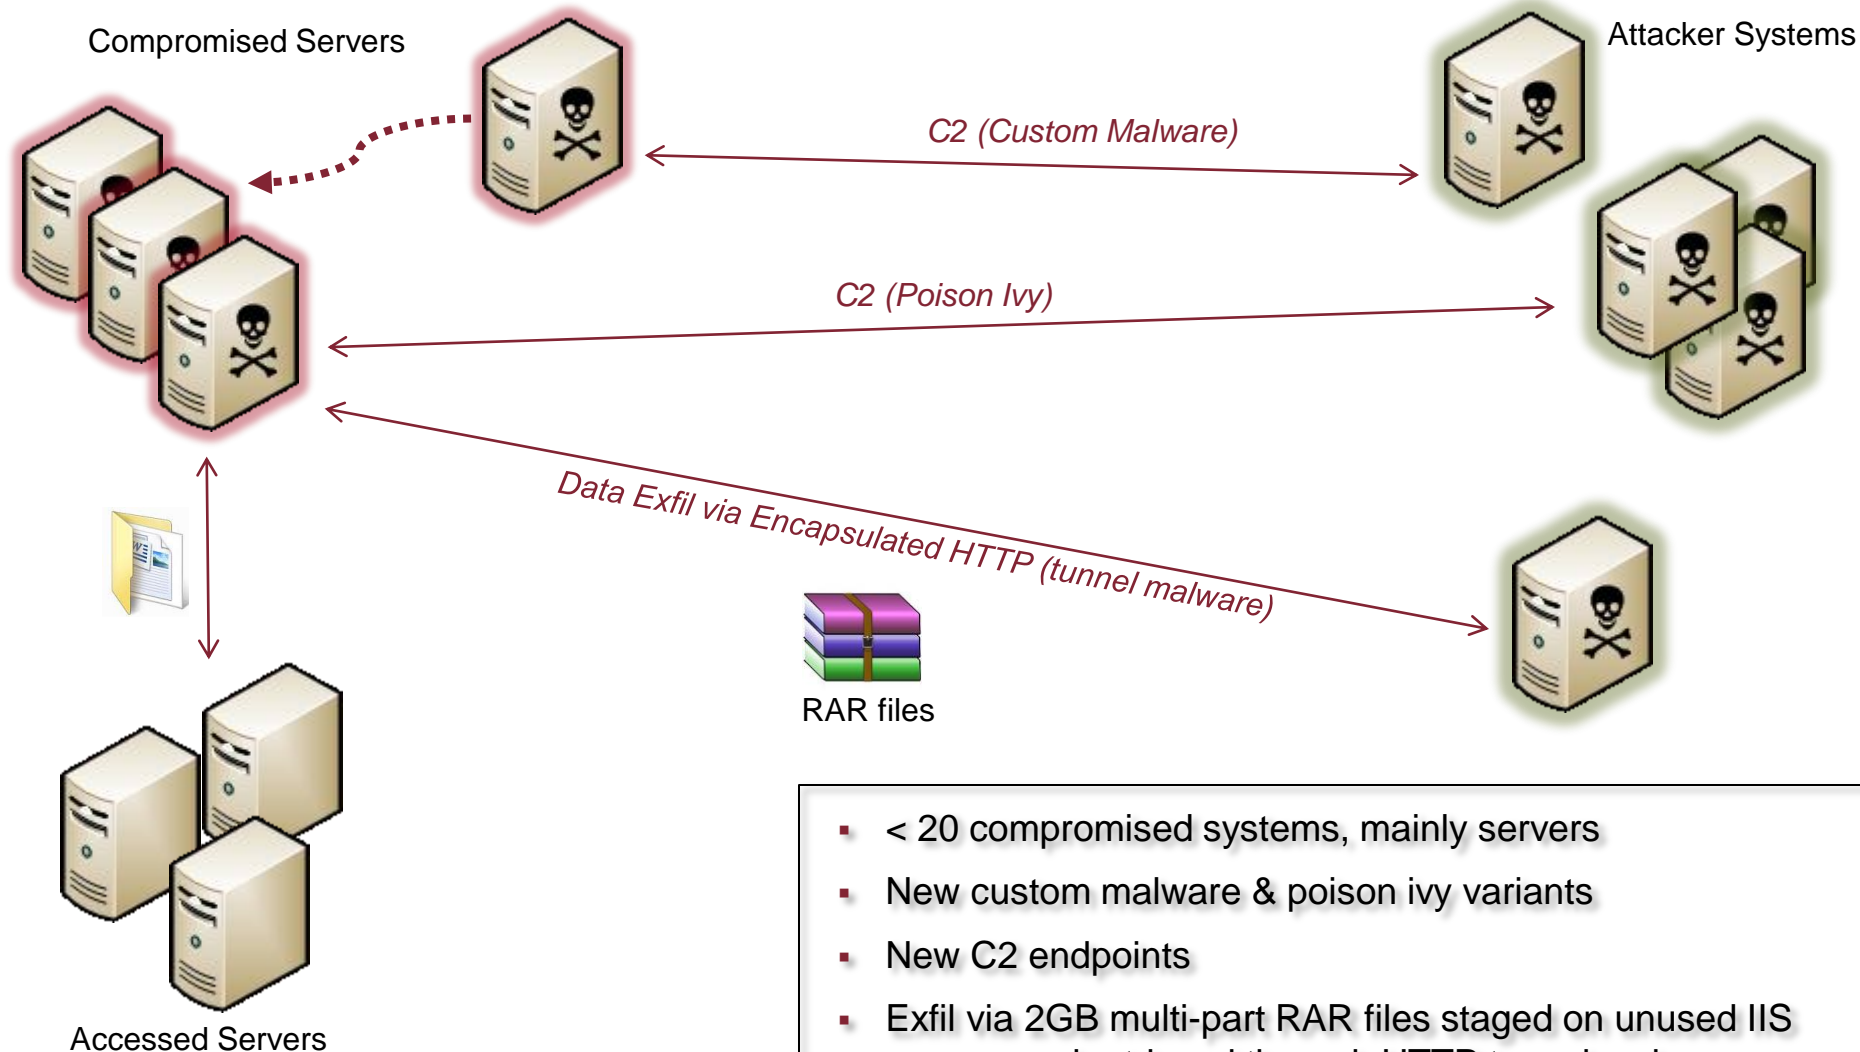 Compromised Servers
Attacker Systems
C2 (Custom Malware)
C2 (Poison Ivy)
Data Exfil via Encapsulated HTTP (tunnel malware)
RAR files
Accessed Servers
▪ < 20 compromised systems, mainly servers
▪ New custom malware & poison ivy variants
▪ New C2 endpoints
▪ Exfil via 2GB multi-part RAR files staged on unused IIS